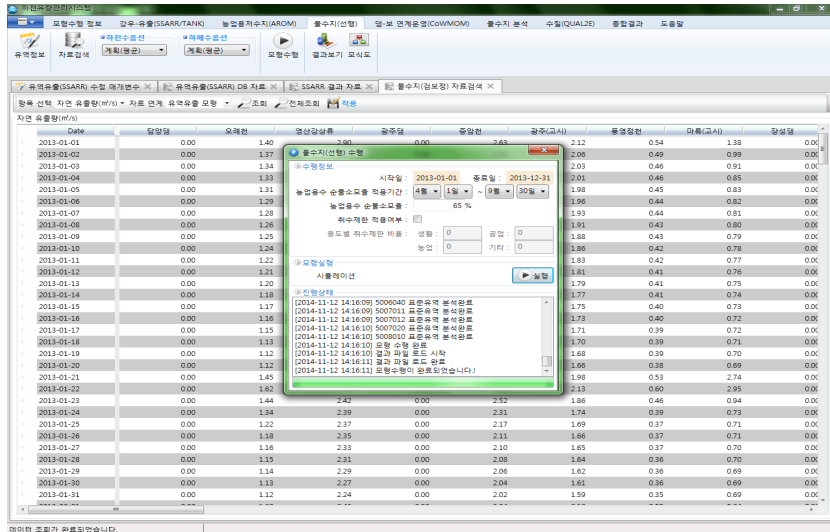 하천유량관리시스템
모형수행 정보 강우-유출(SSARR/TANK) 농업용저수지(AROM) 물수지(선행) 댐-보 연계운영(CoWMOM) 물수지 분석 수질(QUAL2E) 종합결과 도움말
하천수옵션 하폐수옵션
계획(평균) 계획(평균)
유역정보 자료검색 모형수행 결과보기 모식도
유역유출(SSARR) 수정 매개변수 유역유출(SSARR) DB 자료 SSARR 결과 자료 물수지(검보정) 자료검색
항목 선택 자연 유출량(m³/s) 자료 연계 유역유출 모형 조회 전체조회 적용
자연 유출량(m³/s)
Date 담양댐 오례천 영산강상류 광주댐 증암천 광주(고시) 풍영정천 마륵(고시) 장성댐
2013-01-01 0.00 1.40 2.90 0.00 2.63 2.12 0.54 1.38 0.00
2013-01-02 0.00 1.37 2.06 0.49 0.99 0.00
2013-01-03 0.00 1.34 2.03 0.46 0.91 0.00
2013-01-04 0.00 1.33 2.01 0.46 0.85 0.00
2013-01-05 0.00 1.31 1.98 0.45 0.83 0.00
2013-01-06 0.00 1.29 1.96 0.44 0.82 0.00
2013-01-07 0.00 1.28 1.93 0.44 0.81 0.00
2013-01-08 0.00 1.26 1.91 0.43 0.80 0.00
2013-01-09 0.00 1.25 1.88 0.43 0.79 0.00
2013-01-10 0.00 1.24 1.86 0.42 0.78 0.00
2013-01-11 0.00 1.22 1.83 0.42 0.77 0.00
2013-01-12 0.00 1.21 1.81 0.41 0.76 0.00
2013-01-13 0.00 1.20 1.79 0.41 0.75 0.00
2013-01-14 0.00 1.18 1.77 0.41 0.74 0.00
2013-01-15 0.00 1.17 1.75 0.40 0.73 0.00
2013-01-16 0.00 1.16 1.73 0.40 0.72 0.00
2013-01-17 0.00 1.15 1.71 0.39 0.72 0.00
2013-01-18 0.00 1.13 1.70 0.39 0.71 0.00
2013-01-19 0.00 1.12 1.68 0.39 0.70 0.00
2013-01-20 0.00 1.12 1.66 0.38 0.69 0.00
2013-01-21 0.00 1.45 1.98 0.53 2.74 0.00
2013-01-22 0.00 1.62 2.13 0.60 2.95 0.00
2013-01-23 0.00 1.44 2.42 0.00 2.52 1.86 0.46 0.94 0.00
2013-01-24 0.00 1.34 2.39 0.00 2.31 1.74 0.39 0.73 0.00
2013-01-25 0.00 1.22 2.37 0.00 2.17 1.69 0.37 0.71 0.00
2013-01-26 0.00 1.18 2.35 0.00 2.11 1.66 0.37 0.71 0.00
2013-01-27 0.00 1.16 2.33 0.00 2.10 1.65 0.37 0.70 0.00
2013-01-28 0.00 1.15 2.31 0.00 2.08 1.64 0.36 0.70 0.00
2013-01-29 0.00 1.14 2.29 0.00 2.06 1.62 0.36 0.69 0.00
2013-01-30 0.00 1.13 2.27 0.00 2.04 1.61 0.36 0.69 0.00
2013-01-31 0.00 1.12 2.24 0.00 2.02 1.59 0.35 0.69 0.00
물수지(선행) 수행
수행정보
시작일 : 2013-01-01 종료일 : 2013-12-31
농업용수 순물소모율 적용기간 : 4월 1일 ~ 9월 30일
농업용수 순물소모율 : 65 %
취수제한 적용여부 :
용도별 취수제한 비율 : 생활 : 0 공업 : 0
농업 : 0 기타 : 0
모형실행
시뮬레이션 실행
진행상태
[2014-11-12 14:16:09] 5006040 표준유역 분석완료
[2014-11-12 14:16:09] 5007011 표준유역 분석완료
[2014-11-12 14:16:09] 5007012 표준유역 분석완료
[2014-11-12 14:16:10] 5007020 표준유역 분석완료
[2014-11-12 14:16:10] 5008010 표준유역 분석완료
[2014-11-12 14:16:10] 모형 수행 완료
[2014-11-12 14:16:10] 결과 파일 로드 시작
[2014-11-12 14:16:11] 결과 파일 로드 완료
[2014-11-12 14:16:11] 모형수행이 완료되었습니다.!
데이터 조회가 완료되었습니다.